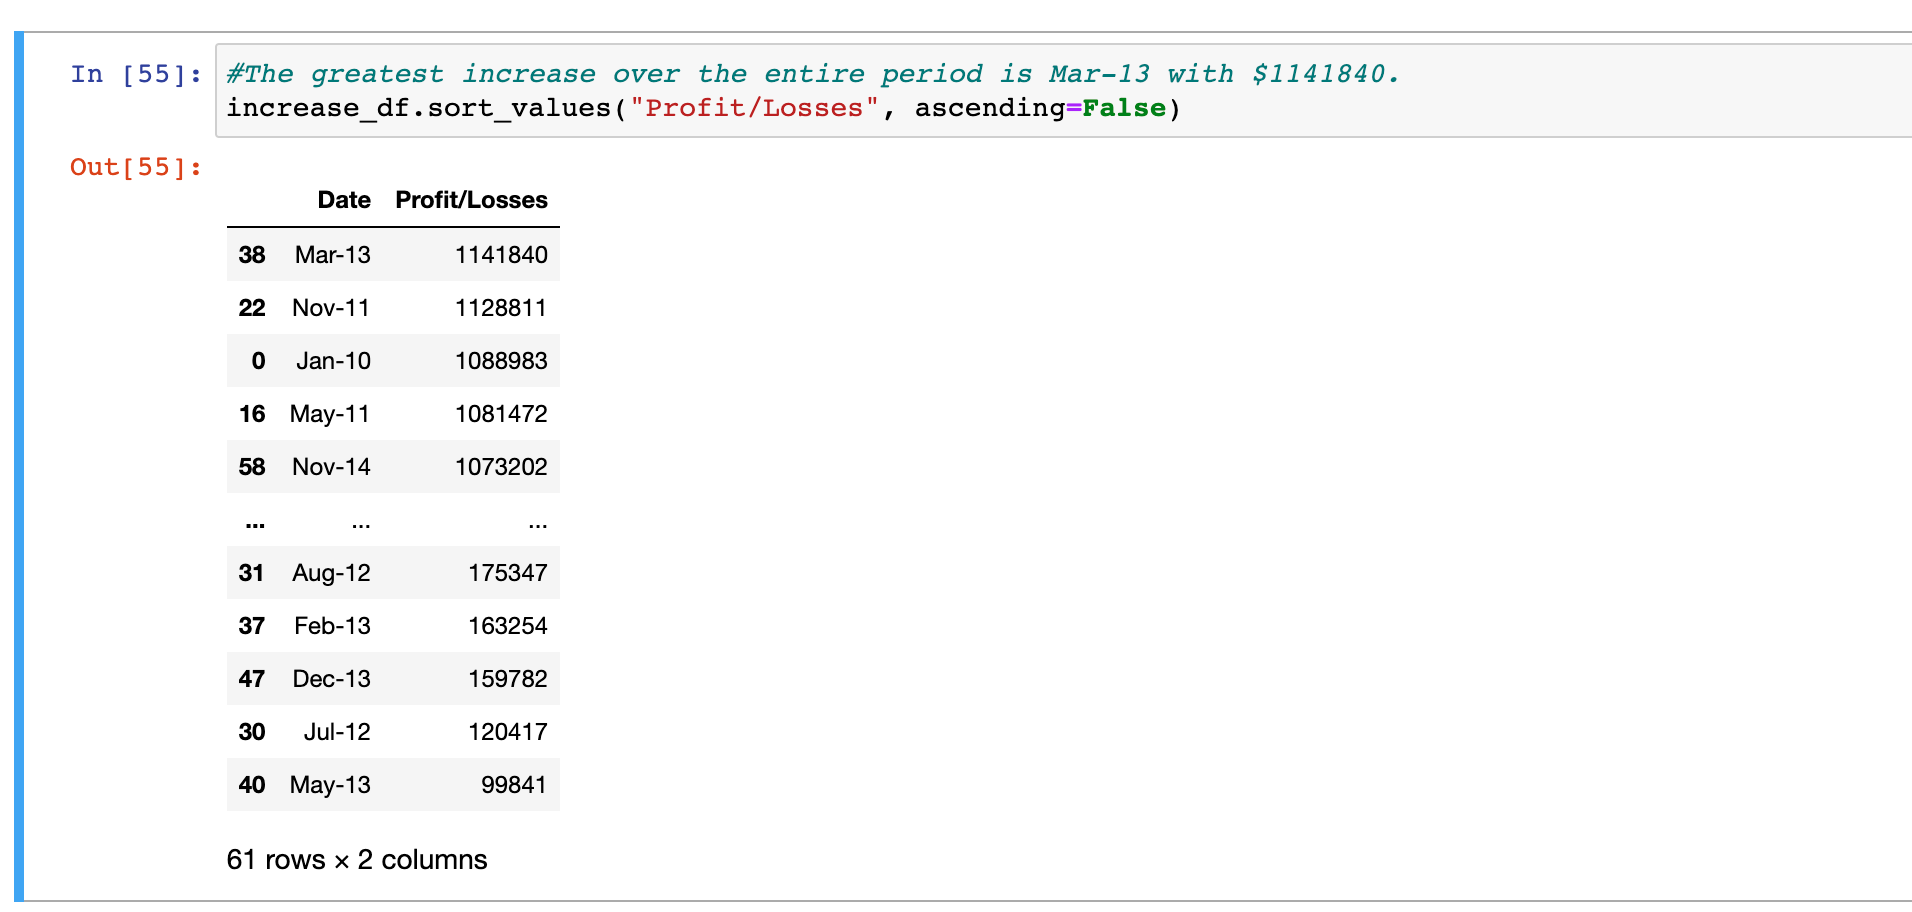 In [55]: #The greatest increase over the entire period is Mar-13 with $1141840.
increase_df.sort_values("Profit/Losses", ascending=False)
Out[55]:
Date Profit/Losses
38 Mar-13 1141840
22 Nov-11 1128811
0 Jan-10 1088983
16 May-11 1081472
58 Nov-14 1073202
... ... ...
31 Aug-12 175347
37 Feb-13 163254
47 Dec-13 159782
30 Jul-12 120417
40 May-13 99841
61 rows × 2 columns